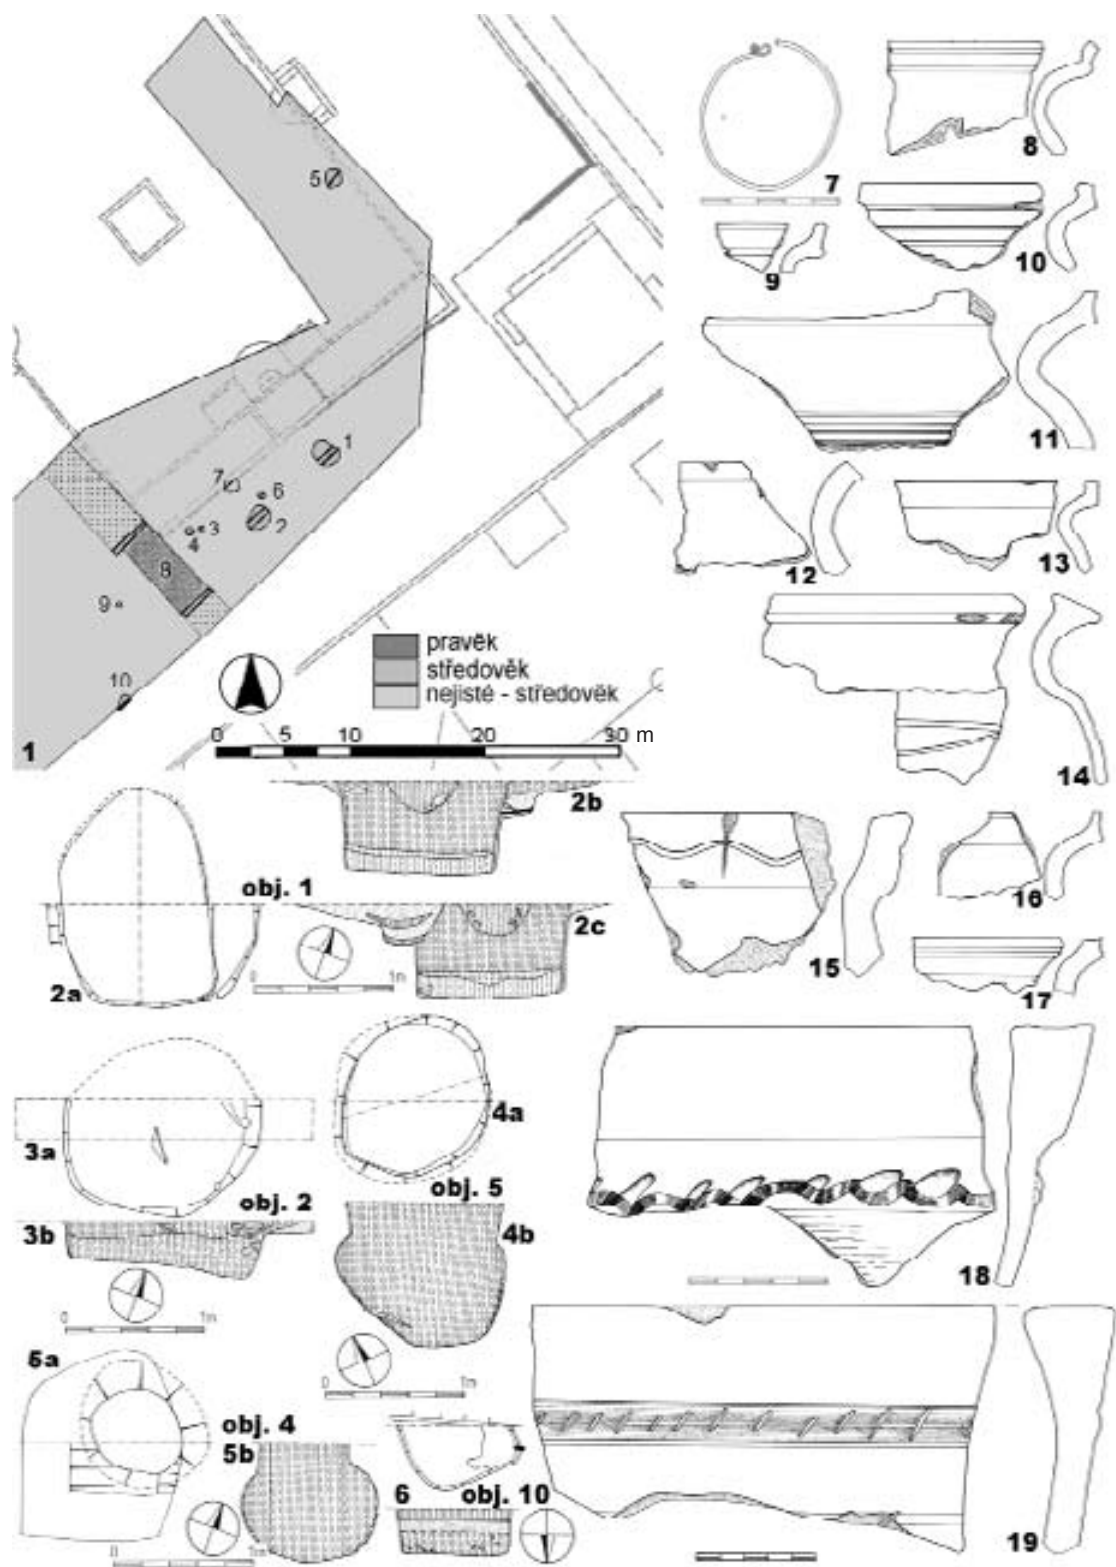 5
1
7
6
2
3
4
8
9
10
pravěk
středověk
nejisté - středověk
0 5 10 20 30 m
1
7
8
9
10
11
12
13
14
15
16
17
18
19
2b
obj. 1
2c
2a
0 1m
3a
4a
obj. 2
obj. 5
3b
4b
0 1m
0 1m
5a
obj. 4
5b
6 obj. 10
0 1m